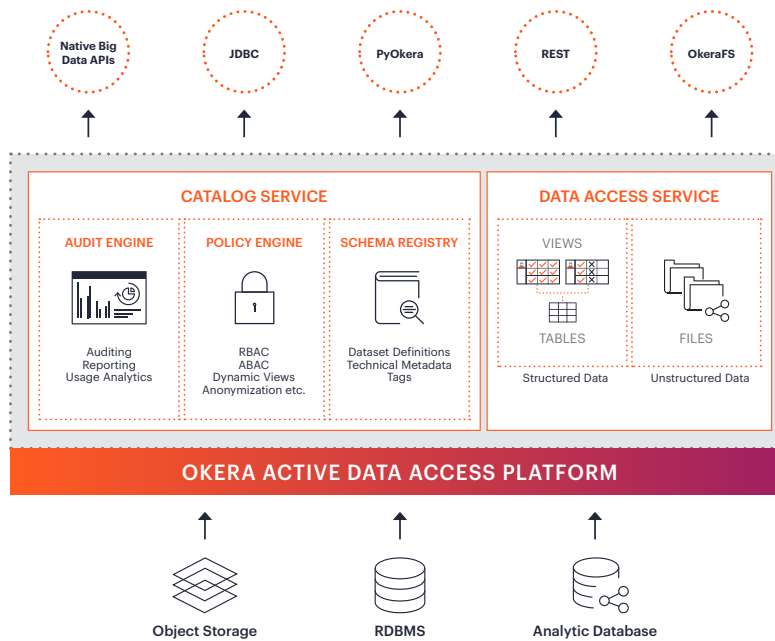 Native Big
Data APIs
JDBC
PyOkera
REST
OkeraFS
CATALOG SERVICE
DATA ACCESS SERVICE
AUDIT ENGINE
POLICY ENGINE
SCHEMA REGISTRY
VIEWS
TABLES
FILES
Auditing
Reporting
Usage Analytics
RBAC
ABAC
Dynamic Views
Anonymization etc.
Dataset Definitions
Technical Metadata
Tags
Structured Data
Unstructured Data
OKERA ACTIVE DATA ACCESS PLATFORM
Object Storage
RDBMS
Analytic Database